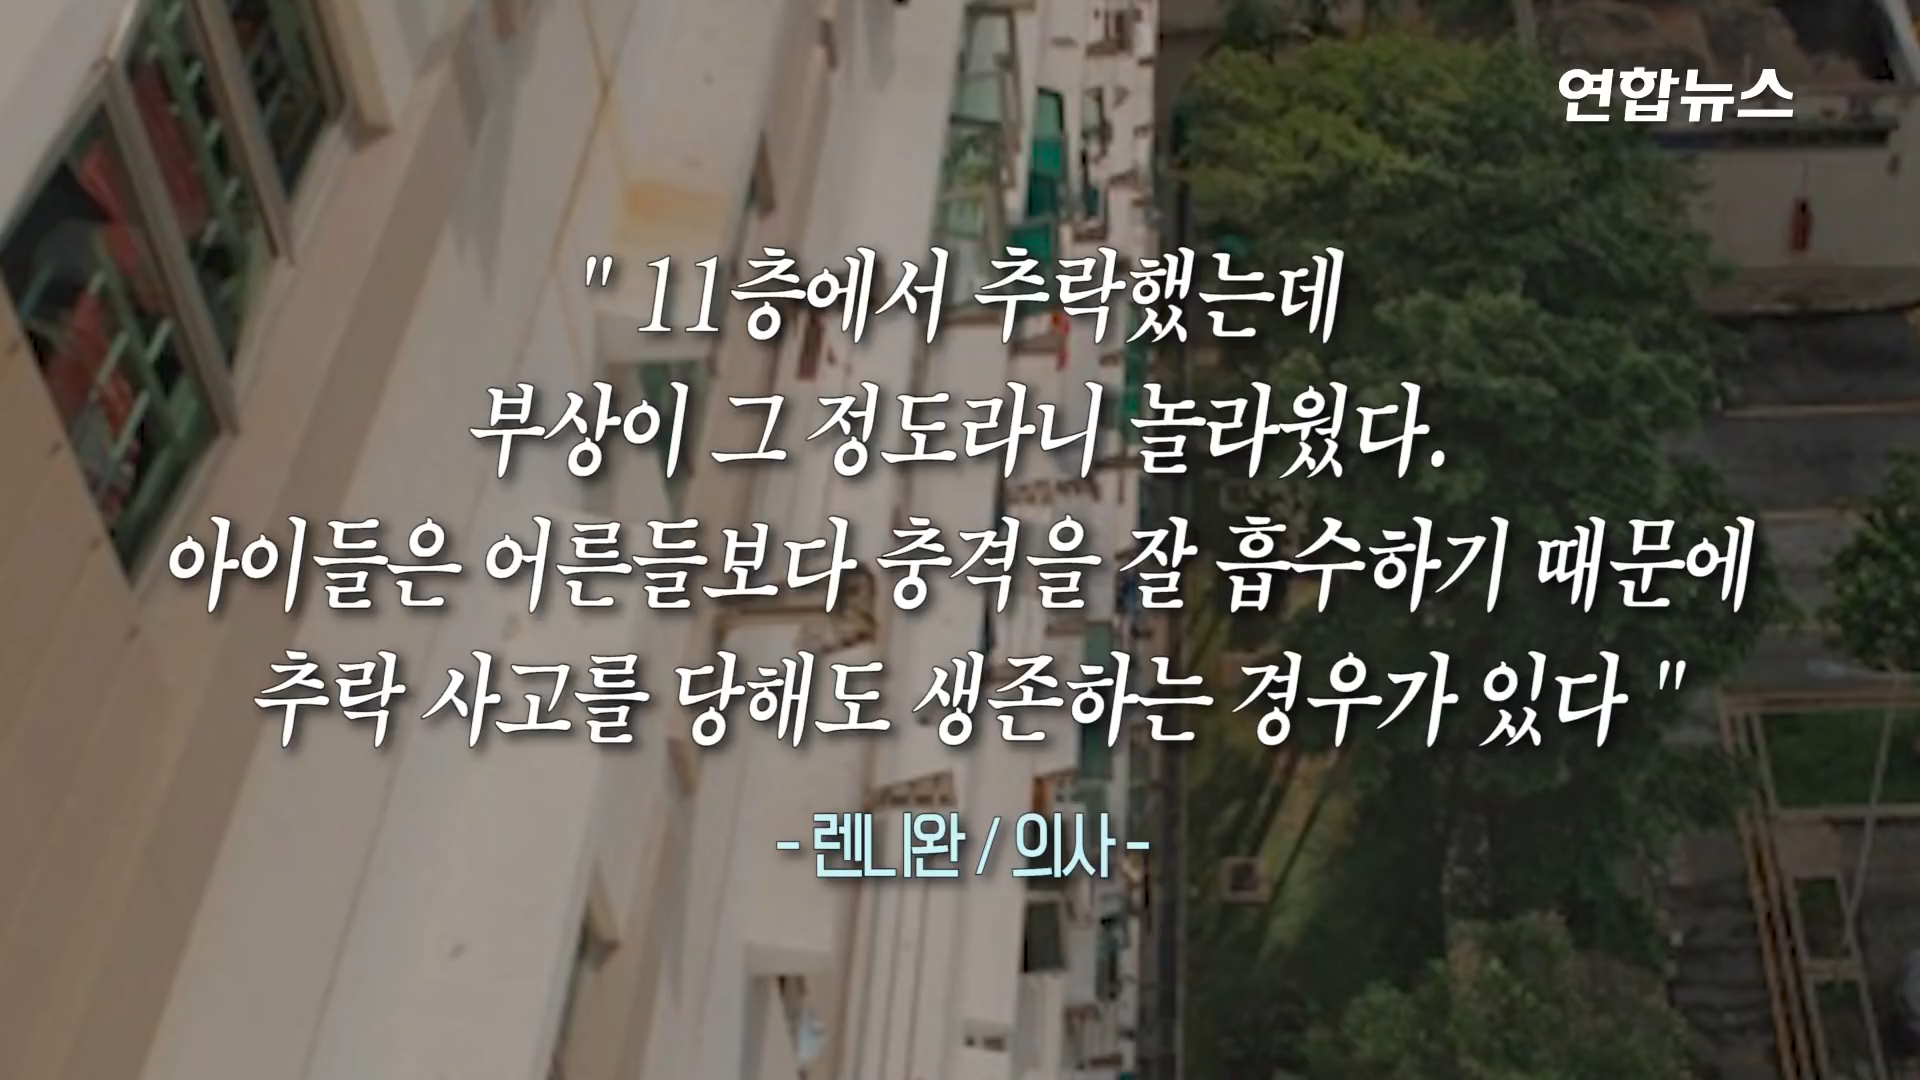 연합뉴스
" 11층에서 추락했는데
부상이 그 정도라니 놀라웠다.
아이들은 어른들보다 충격을 잘 흡수하기 때문에
추락 사고를 당해도 생존하는 경우가 있다 "
- 렌니완 / 의사 -